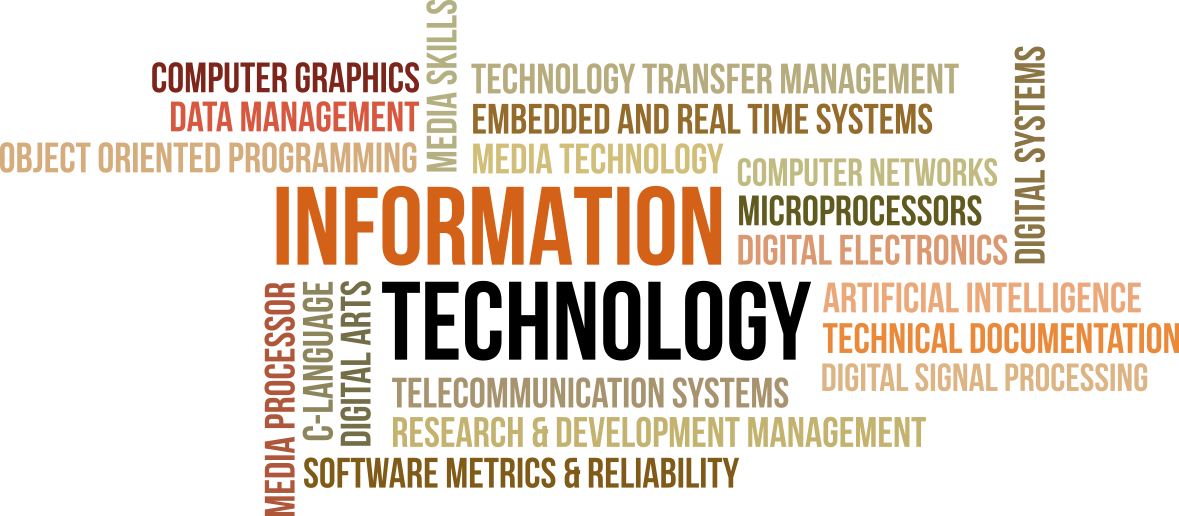 MEDIA SKILLS
COMPUTER GRAPHICS
TECHNOLOGY TRANSFER MANAGEMENT
DIGITAL SYSTEMS
DATA MANAGEMENT
EMBEDDED AND REAL TIME SYSTEMS
OBJECT ORIENTED PROGRAMMING
MEDIA TECHNOLOGY
COMPUTER NETWORKS
INFORMATION
MICROPROCESSORS
DIGITAL ELECTRONICS
MEDIA PROCESSOR
C-LANGUAGE
DIGITAL ARTS
TECHNOLOGY
ARTIFICIAL INTELLIGENCE
TECHNICAL DOCUMENTATION
DIGITAL SIGNAL PROCESSING
TELECOMMUNICATION SYSTEMS
RESEARCH & DEVELOPMENT MANAGEMENT
SOFTWARE METRICS & RELIABILITY